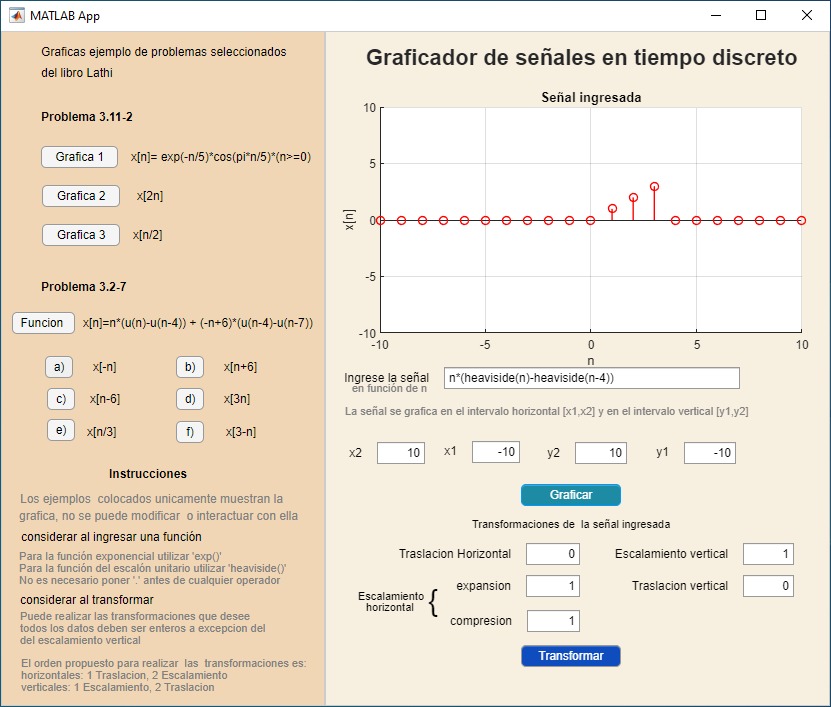 MATLAB App
Graficas ejemplo de problemas seleccionados
del libro Lathi
Problema 3.11-2
Grafica 1 x[n]= exp(-n/5)*cos(pi*n/5)*(n>=0)
Grafica 2 x[2n]
Grafica 3 x[n/2]
Problema 3.2-7
Funcion x[n]=n*(u(n)-u(n-4)) + (-n+6)*(u(n-4)-u(n-7))
a) x[-n] b) x[n+6]
c) x[n-6] d) x[3n]
e) x[n/3] f) x[3-n]
Instrucciones
Los ejemplos colocados unicamente muestran la
grafica, no se puede modificar o interactuar con ella
considerar al ingresar una función
Para la función exponencial utilizar 'exp()'
Para la función del escalón unitario utilizar 'heaviside()'
No es necesario poner '.' antes de cualquier operador
considerar al transformar
Puede realizar las transformaciones que desee
todos los datos deben ser enteros a excepcion del
del escalamiento vertical
El orden propuesto para realizar las transformaciones es:
horizontales: 1 Traslacion, 2 Escalamiento
verticales: 1 Escalamiento, 2 Traslacion
Graficador de señales en tiempo discreto
Señal ingresada
10
5
0
-5
-10
x[n]
-10 -5 0 5 10
n
Ingrese la señal n*(heaviside(n)-heaviside(n-4))
en función de n
La señal se grafica en el intervalo horizontal [x1,x2] y en el intervalo vertical [y1,y2]
x2 10 x1 -10 y2 10 y1 -10
Graficar
Transformaciones de la señal ingresada
Traslacion Horizontal 0 Escalamiento vertical 1
Escalamiento
horizontal
{
expansion 1 Traslacion vertical 0
compresion 1
Transformar